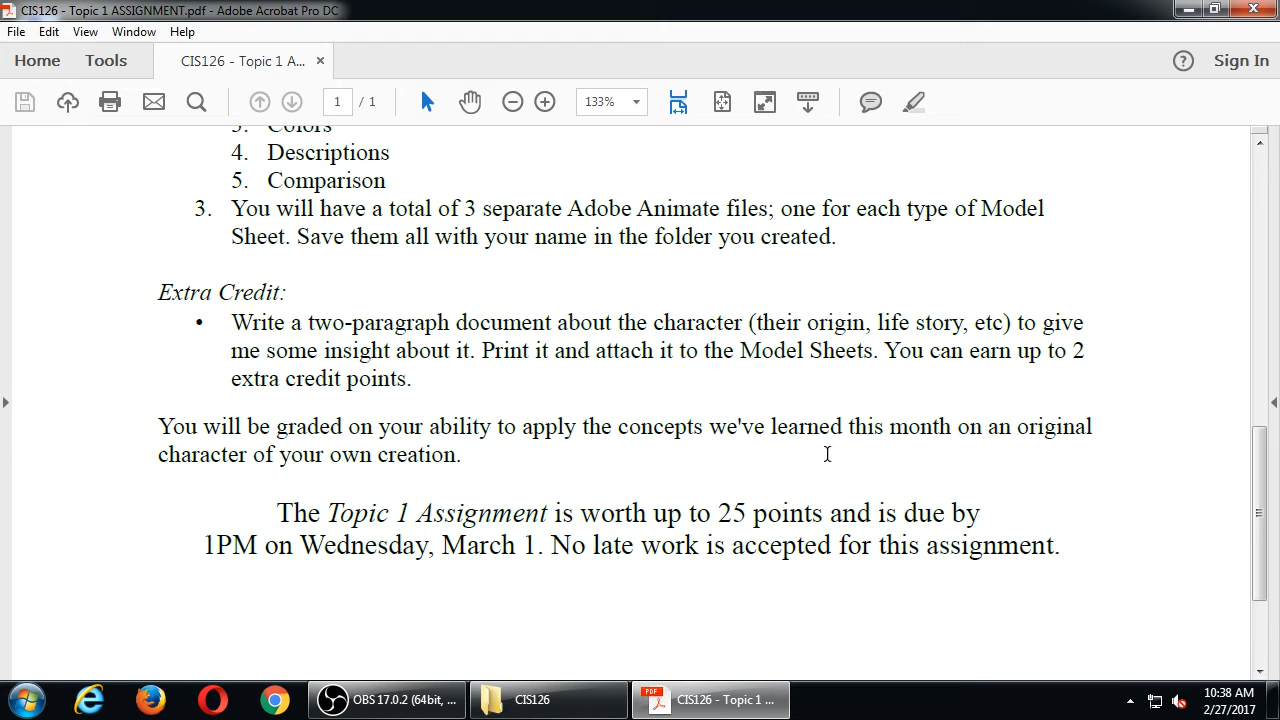 CIS126 - Topic 1 ASSIGNMENT.pdf - Adobe Acrobat Pro DC
File Edit View Window Help
Home Tools CIS126 - Topic 1 A... × ? Sign In
1 / 1 133%
3. Colors
4. Descriptions
5. Comparison
3. You will have a total of 3 separate Adobe Animate files; one for each type of Model
Sheet. Save them all with your name in the folder you created.
Extra Credit:
• Write a two-paragraph document about the character (their origin, life story, etc) to give
me some insight about it. Print it and attach it to the Model Sheets. You can earn up to 2
extra credit points.
You will be graded on your ability to apply the concepts we've learned this month on an original
character of your own creation.
The Topic 1 Assignment is worth up to 25 points and is due by
1PM on Wednesday, March 1. No late work is accepted for this assignment.
OBS 17.0.2 (64bit, ... CIS126 PDF CIS126 - Topic 1 ... 10:38 AM
2/27/2017